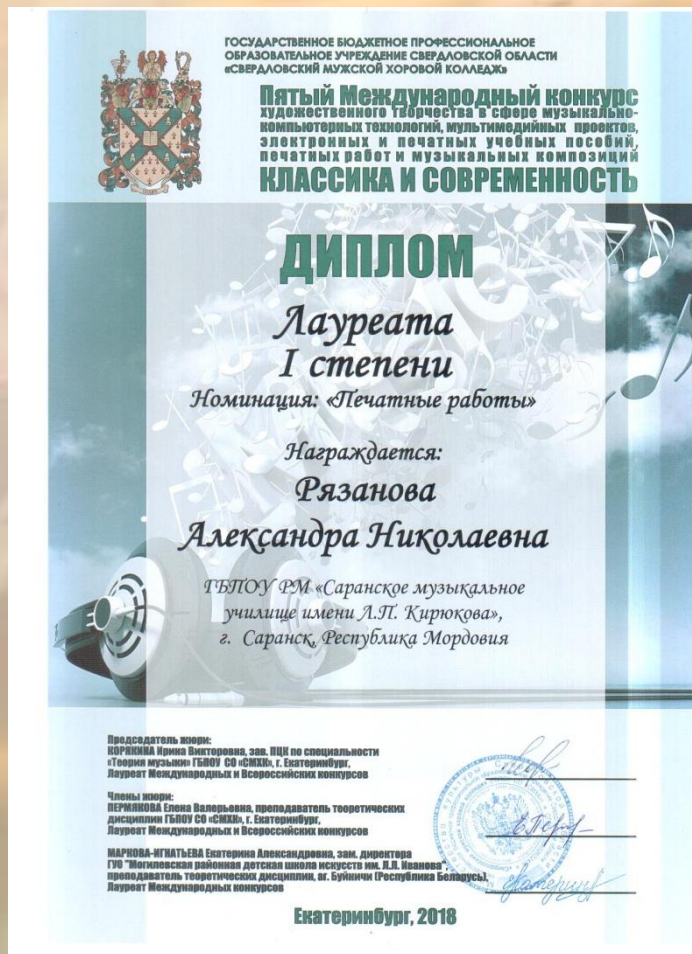 ГОСУДАРСТВЕННОЕ БЮДЖЕТНОЕ ПРОФЕССИОНАЛЬНОЕ
ОБРАЗОВАТЕЛЬНОЕ УЧРЕЖДЕНИЕ СВЕРДЛОВСКОЙ ОБЛАСТИ
«СВЕРДЛОВСКИЙ МУЖСКОЙ ХОРОВОЙ КОЛЛЕДЖ»
Пятый Международный конкурс
художественного творчества в сфере музыкально-
компьютерных технологий, мультимедийных проектов,
электронных и печатных учебных пособий,
печатных работ и музыкальных композиций
КЛАССИКА И СОВРЕМЕННОСТЬ
ДИПЛОМ
Лауреата
I степени
Номинация: «Печатные работы»
Награждается:
Рязанова
Александра Николаевна
ГБПОУ РМ «Саранское музыкальное
училище имени Л.П. Кирюкова»,
г. Саранск, Республика Мордовия
Председатель жюри:
КОРЯКИНА Ирина Викторовна, зав. ПЦК по специальности
«Теория музыки» ГБПОУ СО «СМХК», г. Екатеринбург,
Лауреат Международных и Всероссийских конкурсов
Члены жюри:
ПЕРМЯКОВА Елена Валерьевна, преподаватель теоретических
дисциплин ГБПОУ СО «СМХК», г. Екатеринбург,
Лауреат Международных и Всероссийских конкурсов
МАРКОВА-ИГНАТЬЕВА Екатерина Александровна, зам. директора
ГУО "Могилевская районная детская школа искусств им. Л.Л. Иванова",
преподаватель теоретических дисциплин, аг. Буйничи (Республика Беларусь),
Лауреат Международных конкурсов
Екатеринбург, 2018